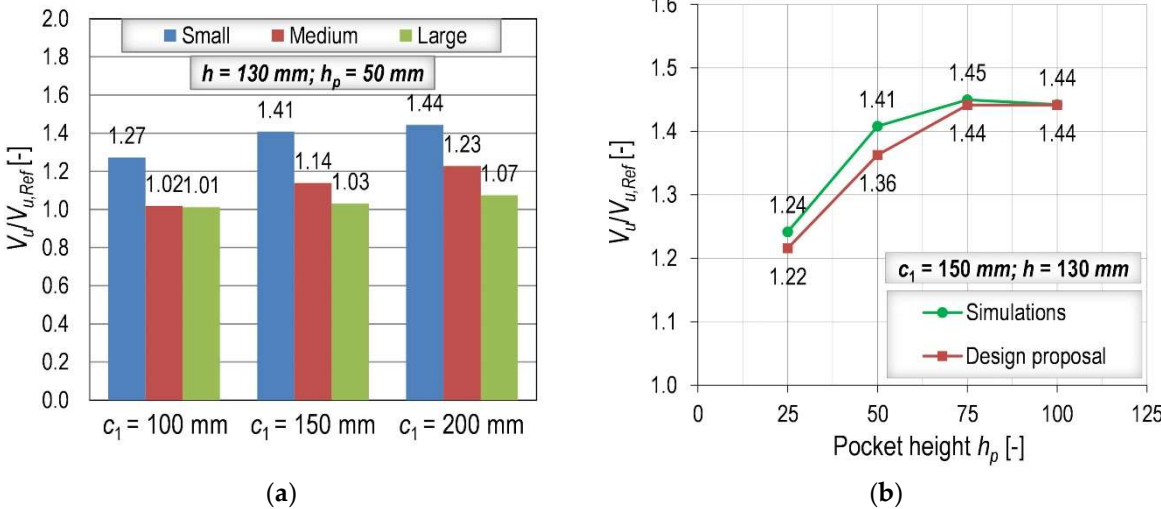 2.0
1.8
1.6
1.4
1.2
1.0
0.8
0.6
0.4
0.2
0.0
Vu/Vu,Ref [-]
Small Medium Large
h = 130 mm; hp = 50 mm
1.27
1.02
1.01
1.41
1.14
1.03
1.44
1.23
1.07
c1 = 100 mm c1 = 150 mm c1 = 200 mm
(a)
1.6
1.5
1.4
1.3
1.2
1.1
1.0
Vu/Vu,Ref [-]
1.24
1.41
1.45
1.44
1.22
1.36
1.44
1.44
c1 = 150 mm; h = 130 mm
Simulations
Design proposal
0 25 50 75 100 125
Pocket height hp [-]
(b)